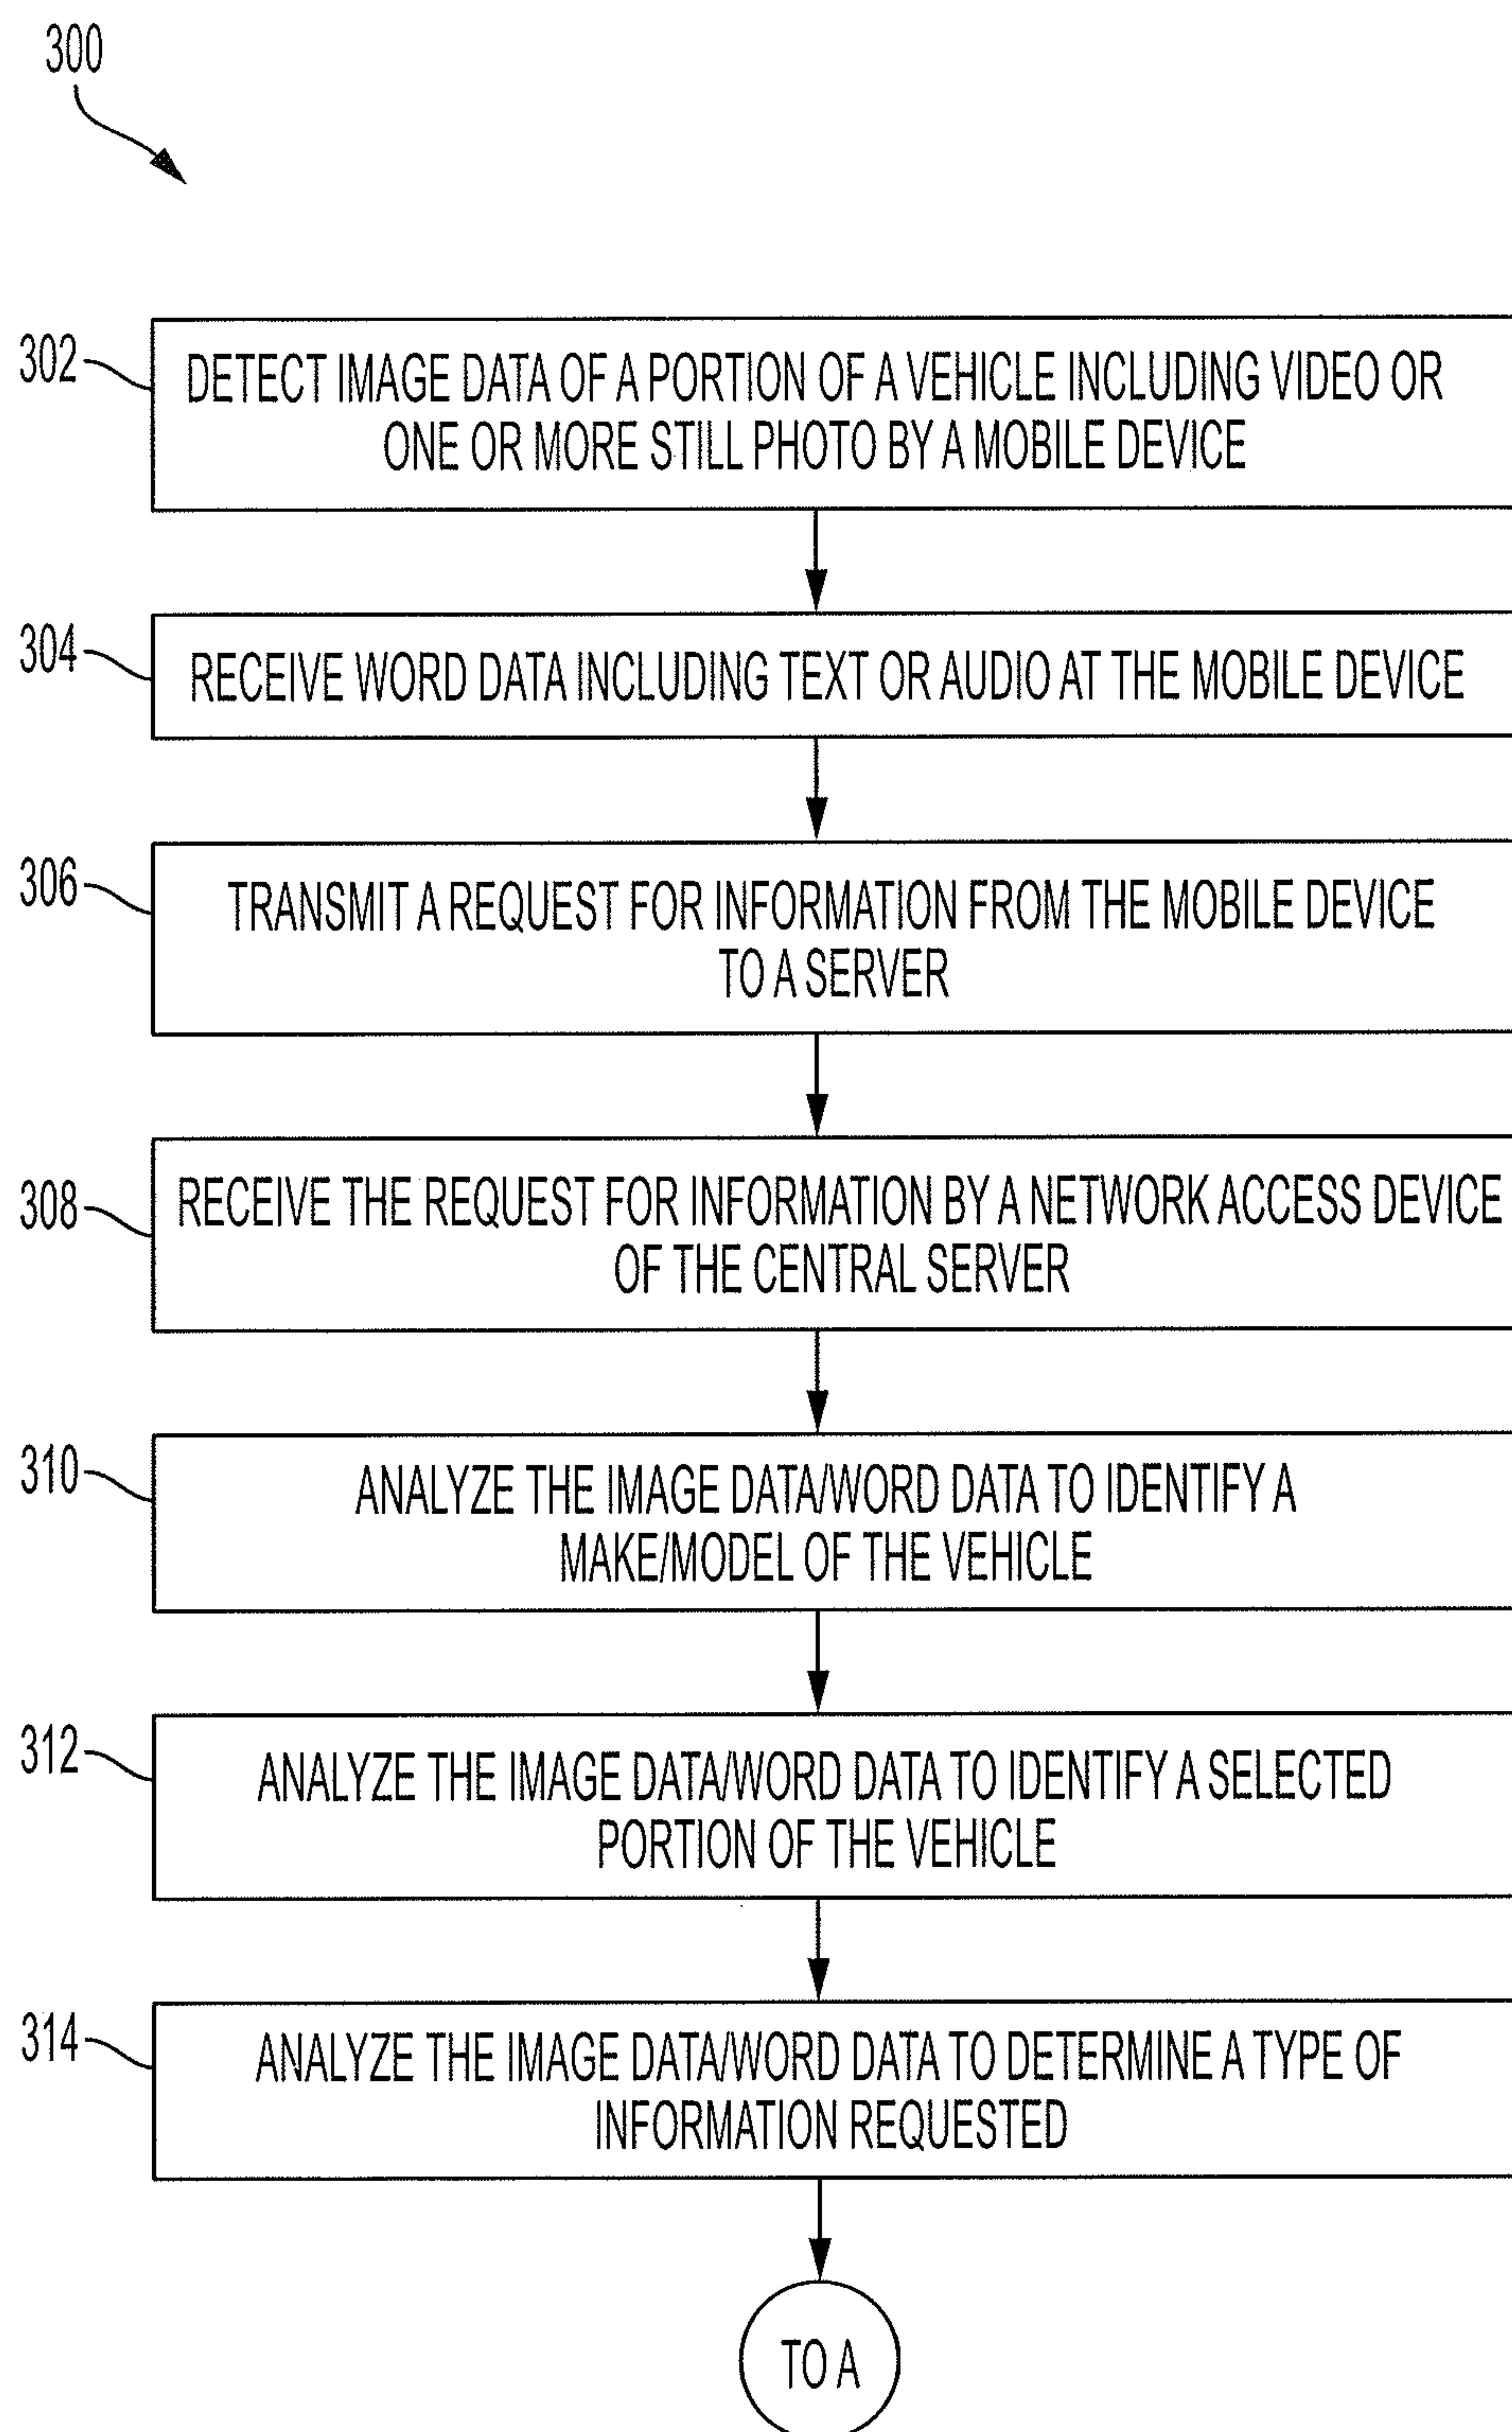 300
302
DETECT IMAGE DATA OF A PORTION OF A VEHICLE INCLUDING VIDEO OR
ONE OR MORE STILL PHOTO BY A MOBILE DEVICE
304
RECEIVE WORD DATA INCLUDING TEXT OR AUDIO AT THE MOBILE DEVICE
306
TRANSMIT A REQUEST FOR INFORMATION FROM THE MOBILE DEVICE
TO A SERVER
308
RECEIVE THE REQUEST FOR INFORMATION BY A NETWORK ACCESS DEVICE
OF THE CENTRAL SERVER
310
ANALYZE THE IMAGE DATA/WORD DATA TO IDENTIFY A
MAKE/MODEL OF THE VEHICLE
312
ANALYZE THE IMAGE DATA/WORD DATA TO IDENTIFY A SELECTED
PORTION OF THE VEHICLE
314
ANALYZE THE IMAGE DATA/WORD DATA TO DETERMINE A TYPE OF
INFORMATION REQUESTED
TO A